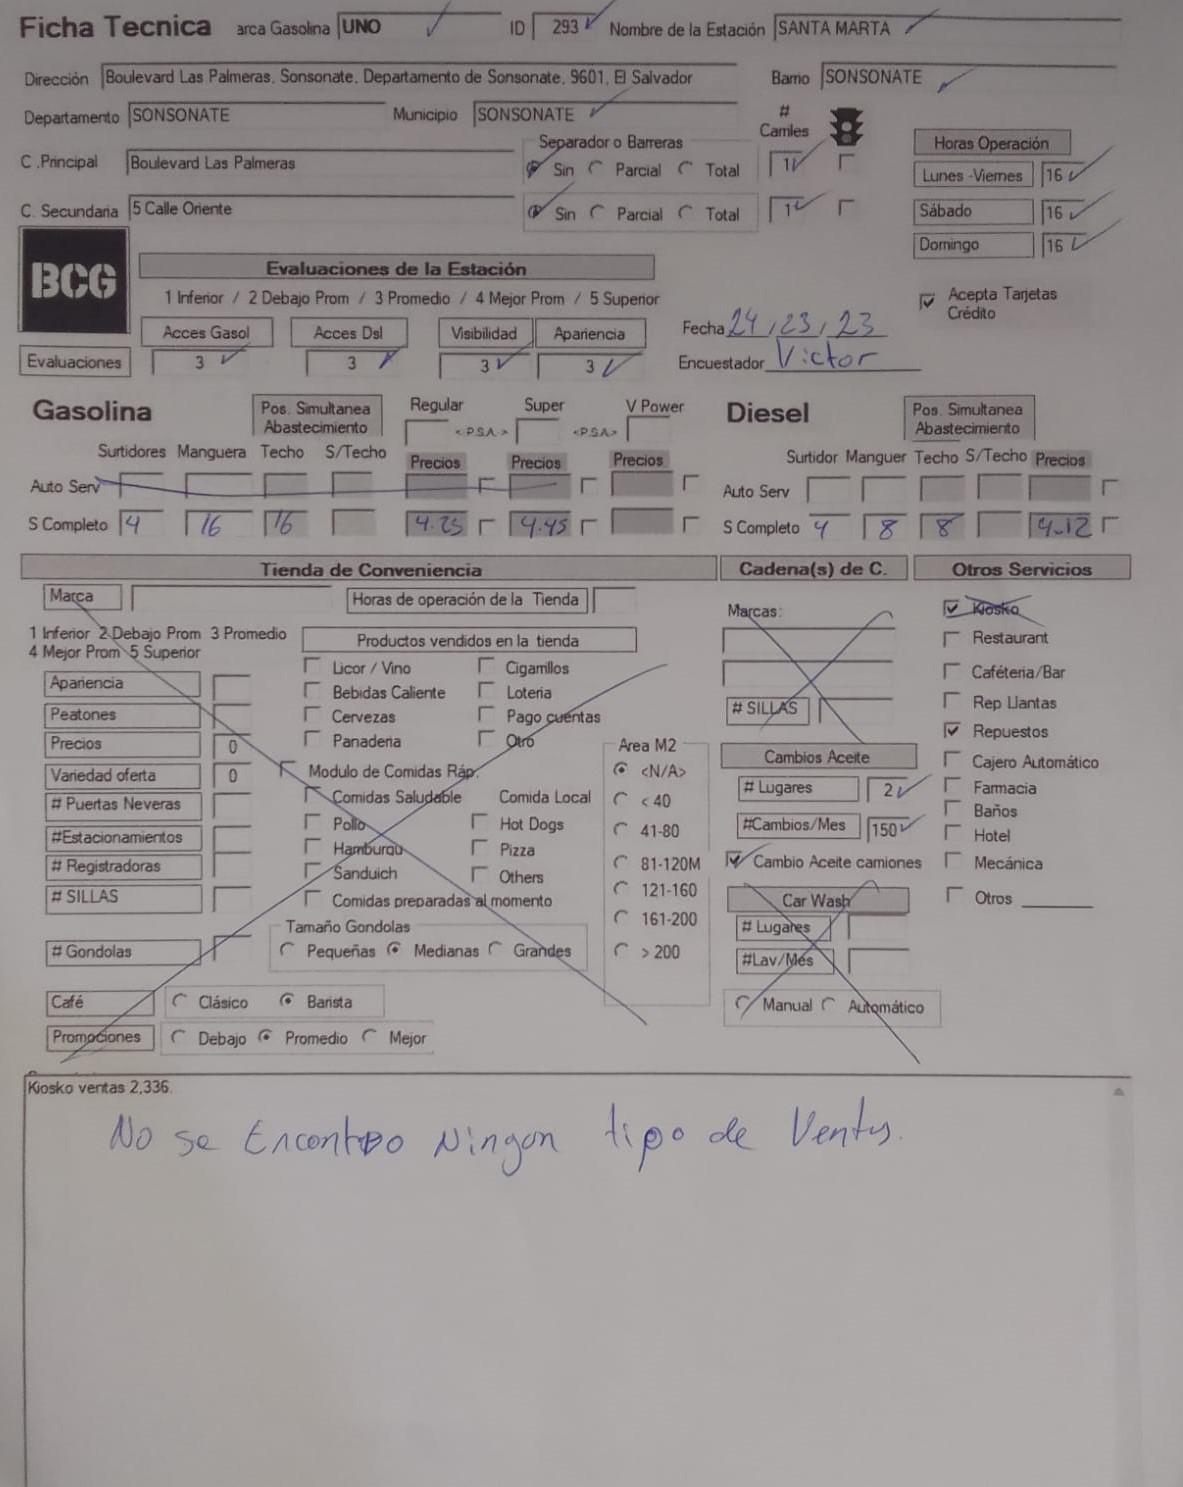 Ficha Tecnica arca Gasolina UNO ID 293 Nombre de la Estación SANTA MARTA
Dirección Boulevard Las Palmeras, Sonsonate, Departamento de Sonsonate, 9601, El Salvador Barrio SONSONATE
Departamento SONSONATE Municipio SONSONATE # Carriles
Separador o Barreras
C .Principal Boulevard Las Palmeras Sin Parcial Total 1
C. Secundaria 5 Calle Oriente Sin Parcial Total 1
Horas Operación
Lunes -Viernes 16
Sábado 16
Domingo 16
BCG
Evaluaciones de la Estación
1 Inferior / 2 Debajo Prom / 3 Promedio / 4 Mejor Prom / 5 Superior
Acces Gasol Acces Dsl Visibilidad Apariencia
Evaluaciones 3 3 3 3
Fecha 24,23,23
Encuestador Victor
Acepta Tarjetas
Crédito
Gasolina Pos. Simultanea Abastecimiento Regular Super V Power
<P.S.A.> <P.S.A>
Surtidores Manguera Techo S/Techo Precios Precios Precios
Auto Serv
S Completo 4 16 16 4.25 4.45
Diesel Pos. Simultanea Abastecimiento
Surtidor Manguer Techo S/Techo Precios
Auto Serv
S Completo 4 8 8 4.12
Tienda de Conveniencia
Marca Horas de operación de la Tienda
1 Inferior 2 Debajo Prom 3 Promedio
4 Mejor Prom 5 Superior
Apariencia
Peatones
Precios 0
Variedad oferta 0
# Puertas Neveras
#Estacionamientos
# Registradoras
# SILLAS
# Gondolas
Productos vendidos en la tienda
Licor / Vino Cigarrillos
Bebidas Caliente Loteria
Cervezas Pago cuentas
Panaderia Otro
Modulo de Comidas Ráp.
Comidas Saludable Comida Local
Pollo Hot Dogs
Hamburgu Pizza
Sanduich Others
Comidas preparadas al momento
Tamaño Gondolas
Pequeñas Medianas Grandes
Café Clásico Barista
Promociones Debajo Promedio Mejor
Area M2
<N/A>
< 40
41-80
81-120M
121-160
161-200
> 200
Cadena(s) de C.
Marcas:
# SILLAS
Cambios Aceite
# Lugares 2
#Cambios/Mes 150
Cambio Aceite camiones
Car Wash
# Lugares
#Lav/Mes
Manual Automático
Otros Servicios
Kiosko
Restaurant
Caféteria/Bar
Rep Llantas
Repuestos
Cajero Automático
Farmacia
Baños
Hotel
Mecánica
Otros
Kiosko ventas 2,336.
No se Encontro Ningun tipo de Ventas.